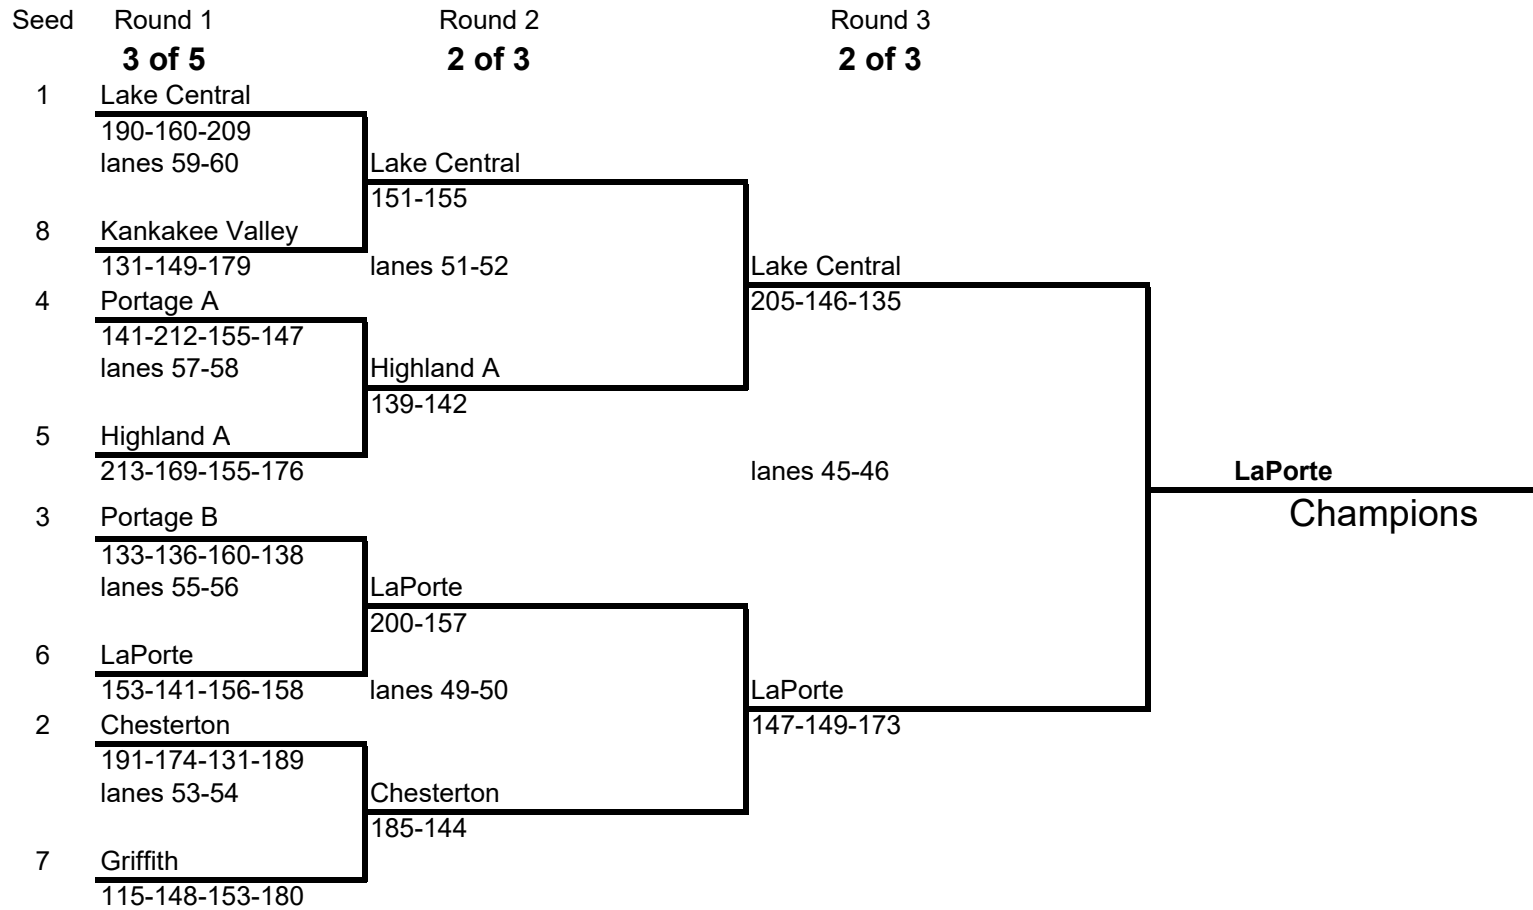 Seed Round 1 Round 2 Round 3
3 of 5 2 of 3 2 of 3
1 Lake Central
190-160-209
lanes 59-60 Lake Central
151-155
8 Kankakee Valley
131-149-179 lanes 51-52 Lake Central
4 Portage A 205-146-135
141-212-155-147
lanes 57-58 Highland A
139-142
5 Highland A
213-169-155-176 lanes 45-46 LaPorte
3 Portage B Champions
133-136-160-138
lanes 55-56 LaPorte
200-157
6 LaPorte
153-141-156-158 lanes 49-50 LaPorte
2 Chesterton 147-149-173
191-174-131-189
lanes 53-54 Chesterton
185-144
7 Griffith
115-148-153-180